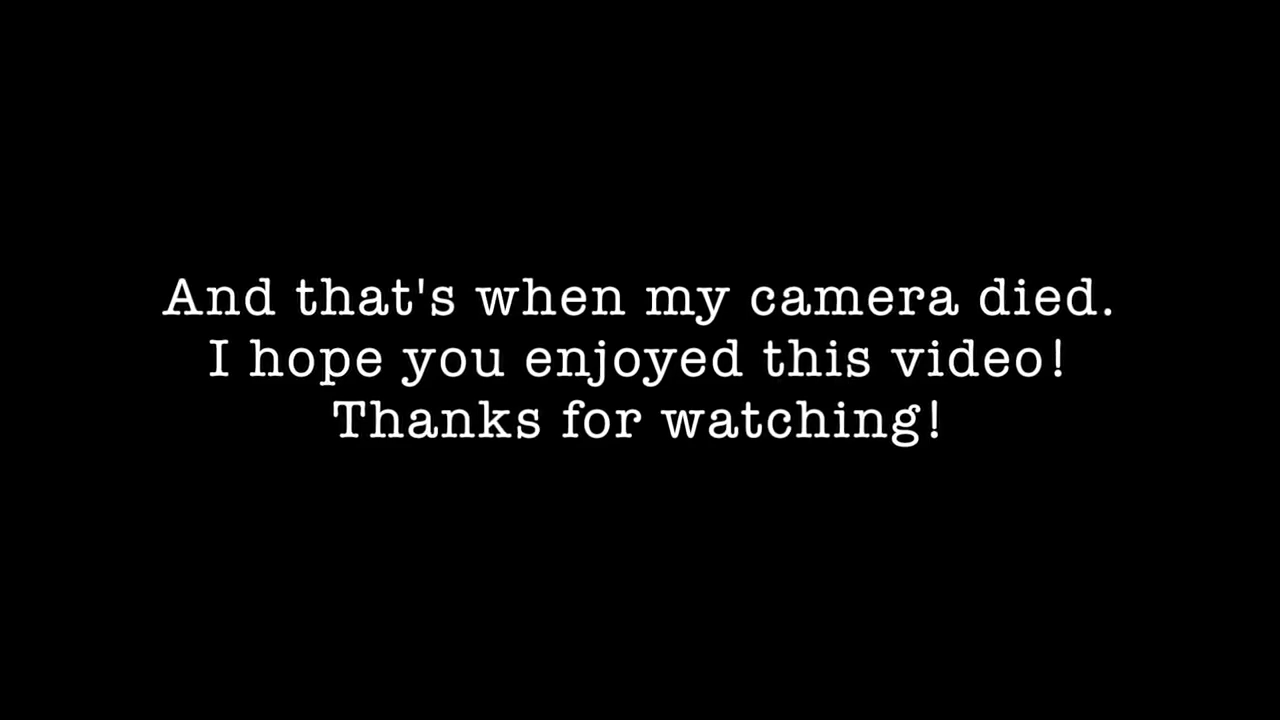 And that's when my camera died.
I hope you enjoyed this video!
Thanks for watching!